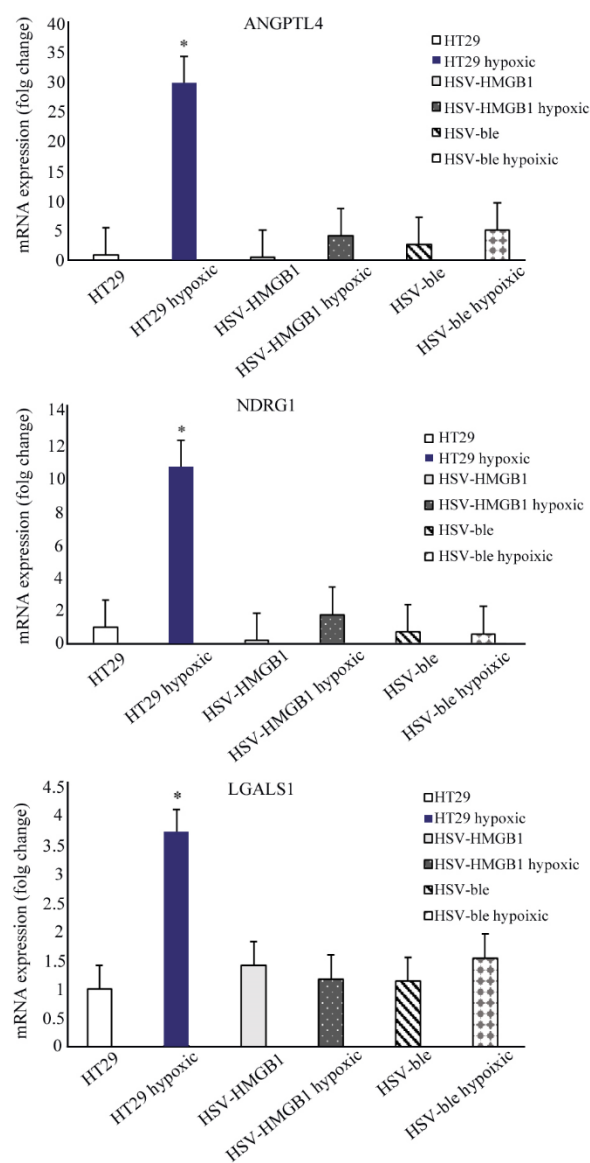 ANGPTL4
mRNA expression (folg change)
40
35
30
25
20
15
10
5
0
*
HT29
HT29 hypoxic
HSV-HMGB1
HSV-HMGB1 hypoxic
HSV-ble
HSV-ble hypoixic
HT29
HT29 hypoxic
HSV-HMGB1
HSV-HMGB1 hypoxic
HSV-ble
HSV-ble hypoixic
NDRG1
mRNA expression (folg change)
14
12
10
8
6
4
2
0
*
HT29
HT29 hypoxic
HSV-HMGB1
HSV-HMGB1 hypoxic
HSV-ble
HSV-ble hypoixic
HT29
HT29 hypoxic
HSV-HMGB1
HSV-HMGB1 hypoxic
HSV-ble
HSV-ble hypoixic
LGALS1
mRNA expression (folg change)
4.5
4
3.5
3
2.5
2
1.5
1
0.5
0
*
HT29
HT29 hypoxic
HSV-HMGB1
HSV-HMGB1 hypoxic
HSV-ble
HSV-ble hypoixic
HT29
HT29 hypoxic
HSV-HMGB1
HSV-HMGB1 hypoxic
HSV-ble
HSV-ble hypoixic